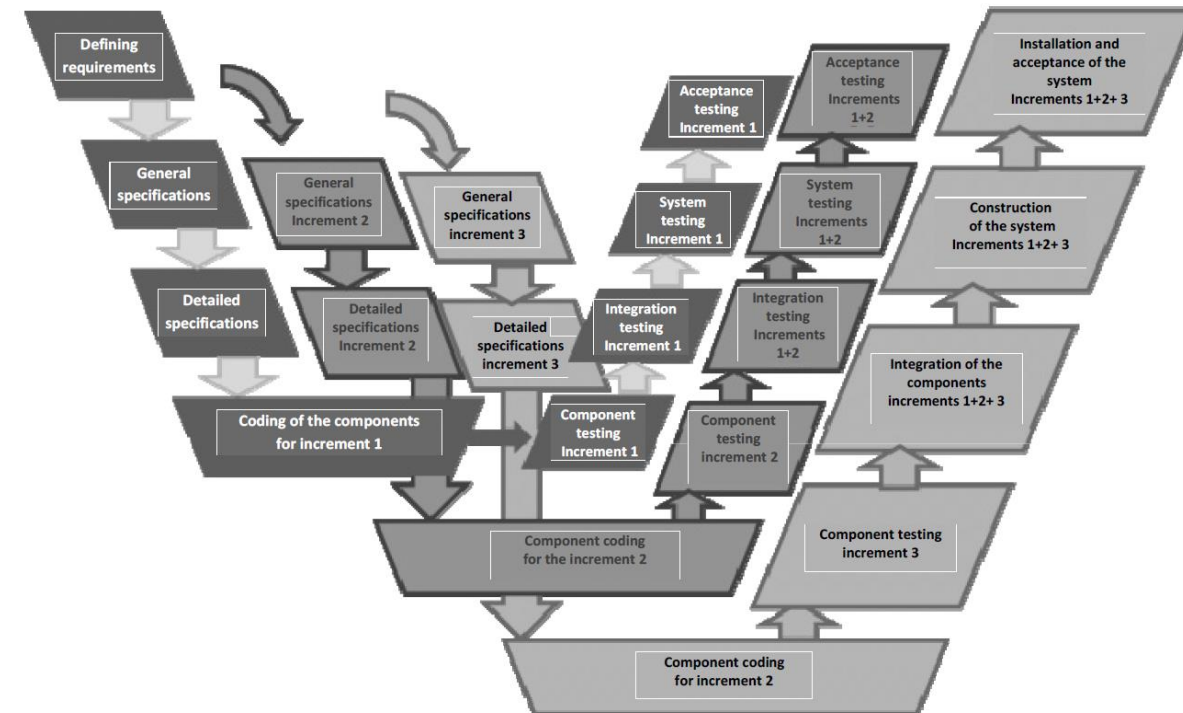 Defining
requirements
General
specifications
Detailed
specifications
Coding of the components
for increment 1
General
specifications
Increment 2
Detailed
specifications
Increment 2
Component coding
for the increment 2
General
specifications
increment 3
Detailed
specifications
increment 3
Component coding
for increment 2
Acceptance
testing
Increment 1
System
testing
Increment 1
Integration
testing
Increment 1
Component
testing
Increment 1
Acceptance
testing
Increments
1+2
System
testing
Increments
1+2
Integration
testing
Increments
1+2
Component
testing
increment 2
Installation and
acceptance of the
system
Increments 1+2+ 3
Construction
of the system
Increments 1+2+ 3
Integration of the
components
increments 1+2+ 3
Component testing
increment 3